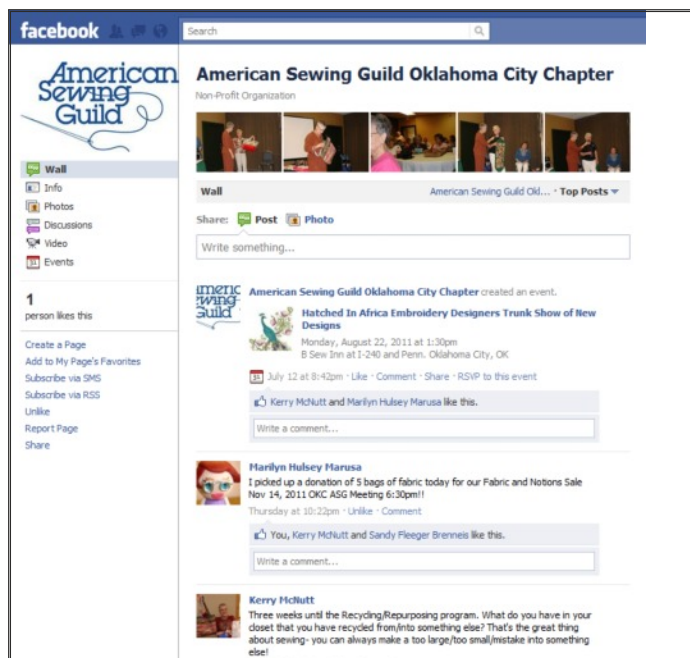 facebook
Search
American
Sewing
Guild
American Sewing Guild Oklahoma City Chapter
Non-Profit Organization
Wall
Info
Photos
Discussions
Video
Events
1
person likes this
Create a Page
Add to My Page's Favorites
Subscribe via SMS
Subscribe via RSS
Unlike
Report Page
Share
Wall
American Sewing Guild Okl... · Top Posts
Share: Post Photo
Write something...
American Sewing Guild Oklahoma City Chapter created an event.
Hatched In Africa Embroidery Designers Trunk Show of New
Designs
Monday, August 22, 2011 at 1:30pm
B Sew Inn at I-240 and Penn. Oklahoma City, OK
31 July 12 at 8:42pm · Like · Comment · Share · RSVP to this event
Kerry McNutt and Marilyn Hulsey Marusa like this.
Write a comment...
Marilyn Hulsey Marusa
I picked up a donation of 5 bags of fabric today for our Fabric and Notions Sale
Nov 14, 2011 OKC ASG Meeting 6:30pm!!
Thursday at 10:22pm · Unlike · Comment
You, Kerry McNutt and Sandy Fleeger Brenneis like this.
Write a comment...
Kerry McNutt
Three weeks until the Recycling/Repurposing program. What do you have in your
closet that you have recycled from/into something else? That's the great thing
about sewing- you can always make a too large/too small/mistake into something
else!